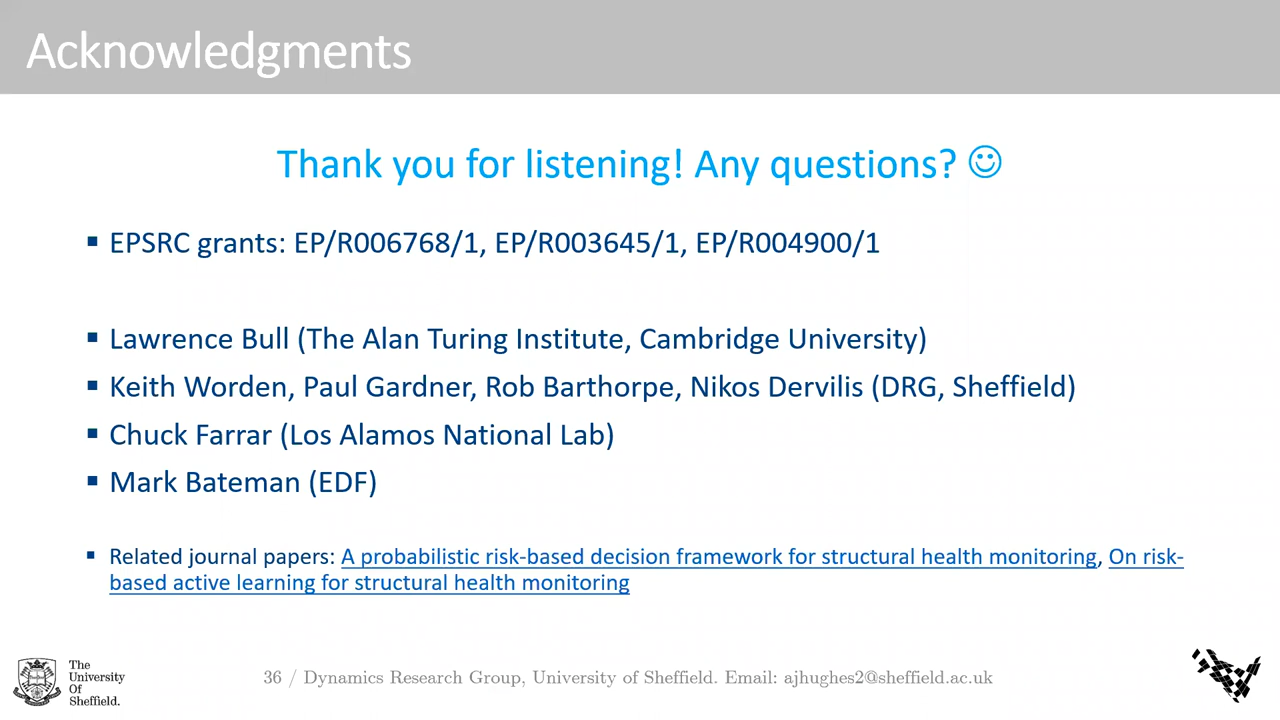 Acknowledgments
Thank you for listening! Any questions? ☺
▪ EPSRC grants: EP/R006768/1, EP/R003645/1, EP/R004900/1
▪ Lawrence Bull (The Alan Turing Institute, Cambridge University)
▪ Keith Worden, Paul Gardner, Rob Barthorpe, Nikos Dervilis (DRG, Sheffield)
▪ Chuck Farrar (Los Alamos National Lab)
▪ Mark Bateman (EDF)
▪ Related journal papers: A probabilistic risk-based decision framework for structural health monitoring, On risk-
based active learning for structural health monitoring
The
University
Of
Sheffield.
36 / Dynamics Research Group, University of Sheffield. Email: ajhughes2@sheffield.ac.uk